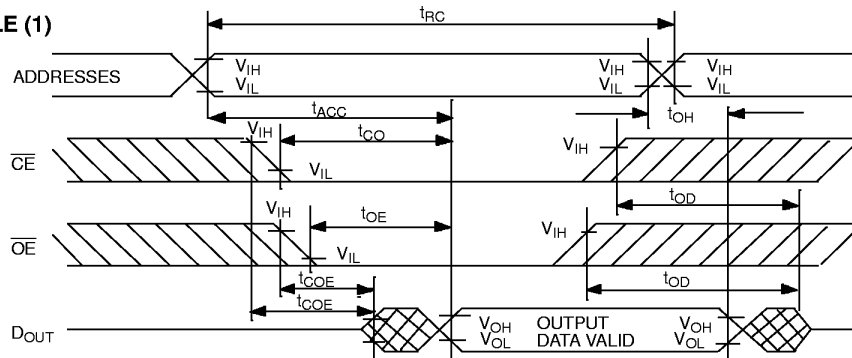 LE (1)
tRC
ADDRESSES
VIH
VIL
VIH
VIL
VIH
VIL
tACC
tOH
CE
VIH
tCO
VIL
VIH
tOD
OE
VIH
tOE
VIL
VIH
tCOE
tOD
tCOE
DOUT
VOH
VOL
OUTPUT
DATA VALID
VOH
VOL